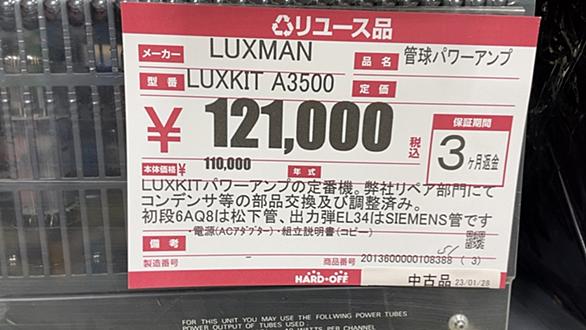 リユース品
メーカー LUXMAN 品名 管球パワーアンプ
型番 LUXKIT A3500 定価
¥121,000 税込
保証期間 3ヶ月返金
本体価格 ¥ 110,000 年式
LUXKITパワーアンプの定番機。弊社リペア部門にて
コンデンサ等の部品交換及び調整済み。
初段6AQ8は松下管、出力弾EL34はSIEMENS管です
・電源(ACアダプター)・組立説明書(コピー)
備考
製造番号 - 商品番号 2013600000108388 ( 3)
HARD・OFF 中古品 23/01/28
FOR THIS UNIT YOU MAY USE THE FOLLWING POWER TUBES
POWER OUTPUT OF TUBES USED
WATTS PER CHANNEL